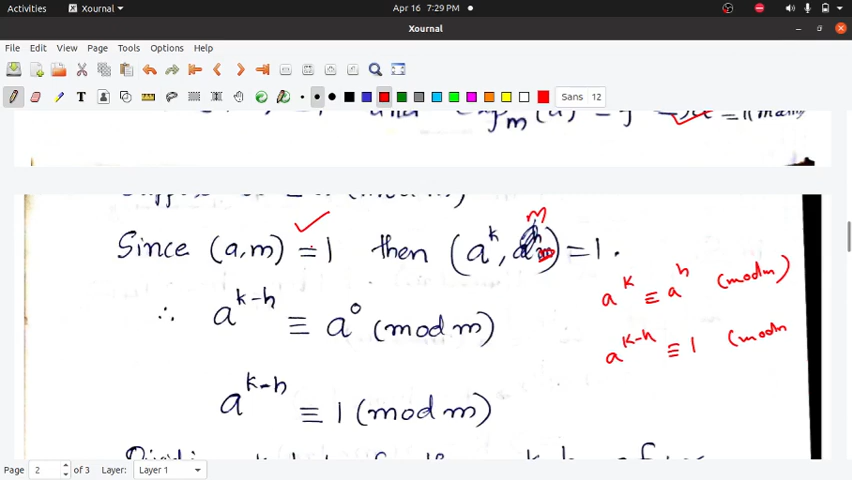 Activities Xournal Apr 16 7:29 PM
Xournal
File Edit View Page Tools Options Help
Sans 12
Since (a,m) = 1 then (a^k, m) = 1.
a^k ≡ a^h (mod m)
∴ a^{k-h} ≡ a^0 (mod m)
a^{k-h} ≡ 1 (mod m
a^{k-h} ≡ 1 (mod m)
Page 2 of 3 Layer: Layer 1